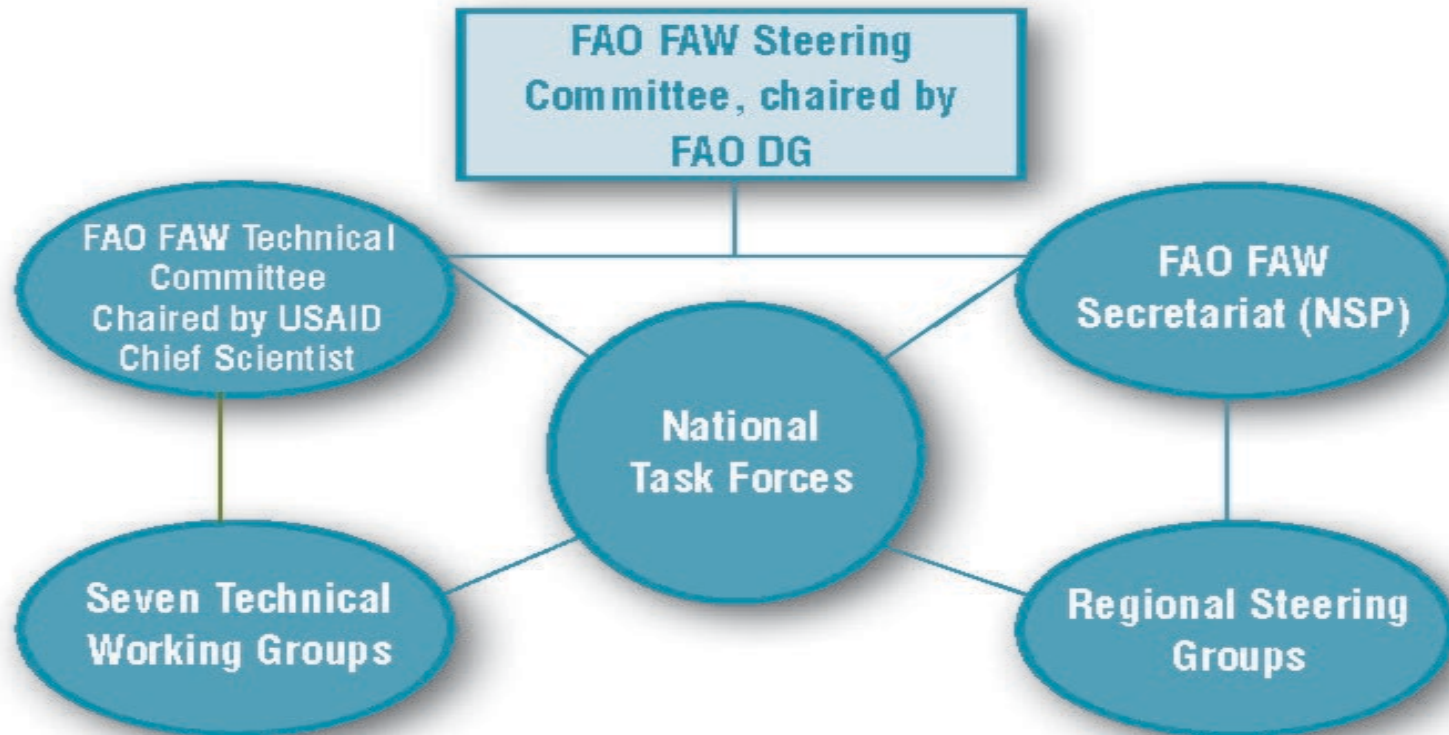 FAO FAW Steering
Committee, chaired by
FAO DG
FAO FAW Technical
Committee
Chaired by USAID
Chief Scientist
FAO FAW
Secretariat (NSP)
National
Task Forces
Seven Technical
Working Groups
Regional Steering
Groups